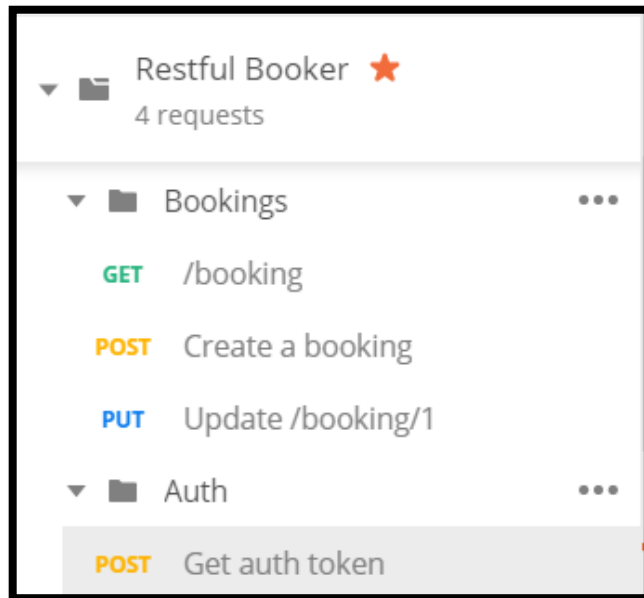 Restful Booker
4 requests
Bookings
GET /booking
POST Create a booking
PUT Update /booking/1
Auth
POST Get auth token